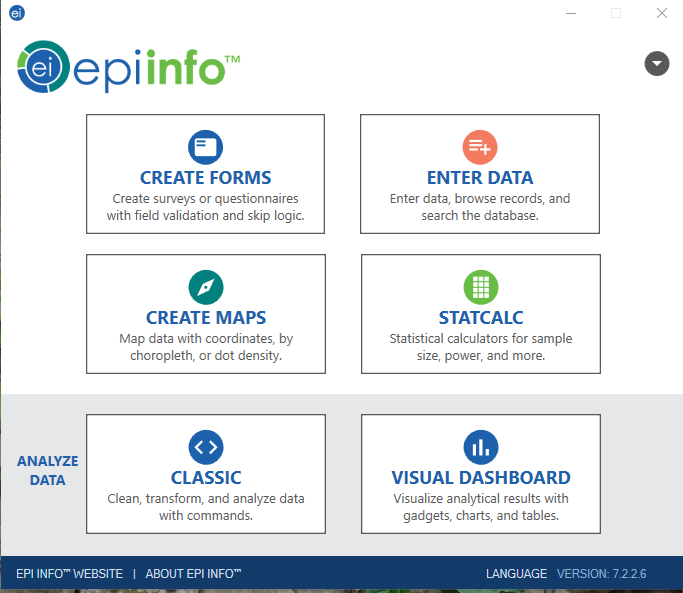 ei
ei epi info™
CREATE FORMS
Create surveys or questionnaires
with field validation and skip logic.
ENTER DATA
Enter data, browse records, and
search the database.
CREATE MAPS
Map data with coordinates, by
choropleth, or dot density.
STATCALC
Statistical calculators for sample
size, power, and more.
ANALYZE
DATA
CLASSIC
Clean, transform, and analyze data
with commands.
VISUAL DASHBOARD
Visualize analytical results with
gadgets, charts, and tables.
EPI INFO™ WEBSITE | ABOUT EPI INFO™ LANGUAGE VERSION: 7.2.2.6